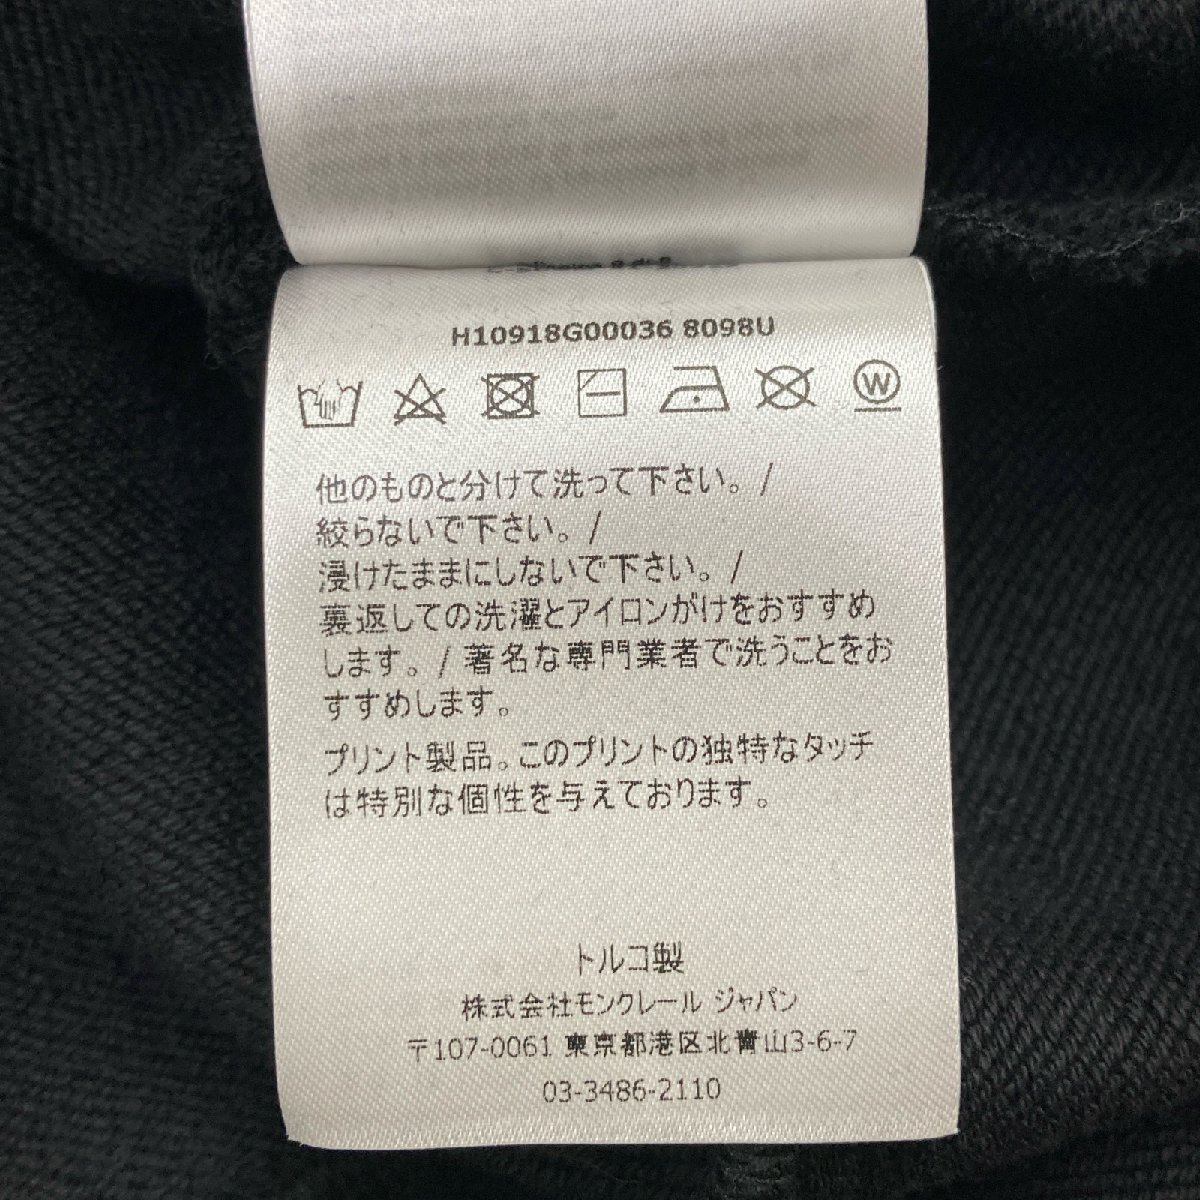 H10918G00036 8098U
W
他のものと分けて洗って下さい。/
絞らないで下さい。/
浸けたままにしないで下さい。/
裏返しての洗濯とアイロンがけをおすすめ
します。/ 著名な専門業者で洗うことをお
すすめします。
プリント製品。このプリントの独特なタッチ
は特別な個性を与えております。
トルコ製
株式会社モンクレール ジャパン
〒107-0061 東京都港区北青山3-6-7
03-3486-2110